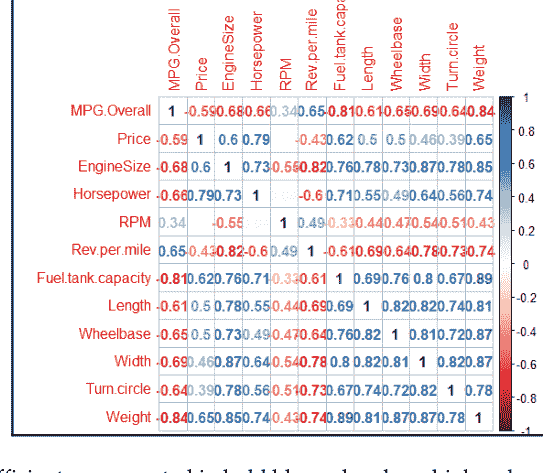 MPG.Overall Price EngineSize Horsepower RPM Rev.per.mile Fuel.tank.capa Length Wheelbase Width Turn.circle Weight
MPG.Overall 1 -0.59 -0.68 -0.66 0.34 0.65 -0.81 -0.61 -0.65 -0.69 -0.64 -0.84 1
Price -0.59 1 0.6 0.79 -0.43 0.62 0.5 0.5 0.46 0.39 0.65 0.8
EngineSize -0.68 0.6 1 0.73 -0.55 -0.82 0.76 0.78 0.73 0.87 0.78 0.85 0.6
Horsepower -0.66 0.79 0.73 1 -0.6 0.71 0.55 0.49 0.64 0.56 0.74 0.4
RPM 0.34 -0.55 1 0.49 -0.33 -0.44 -0.47 -0.54 -0.51 -0.43 0.2
Rev.per.mile 0.65 -0.43 -0.82 -0.6 0.49 1 -0.61 -0.69 -0.64 -0.78 -0.73 -0.74 0
Fuel.tank.capacity -0.81 0.62 0.76 0.71 -0.33 -0.61 1 0.69 0.76 0.8 0.67 0.89 -0.2
Length -0.61 0.5 0.78 0.55 -0.44 -0.69 0.69 1 0.82 0.82 0.74 0.81 -0.4
Wheelbase -0.65 0.5 0.73 0.49 -0.47 -0.64 0.76 0.82 1 0.81 0.72 0.87
Width -0.69 0.46 0.87 0.64 -0.54 -0.78 0.8 0.82 0.81 1 0.82 0.87 -0.6
Turn.circle -0.64 0.39 0.78 0.56 -0.51 -0.73 0.67 0.74 0.72 0.82 1 0.78 -0.8
Weight -0.84 0.65 0.85 0.74 -0.43 -0.74 0.89 0.81 0.87 0.87 0.78 1 -1